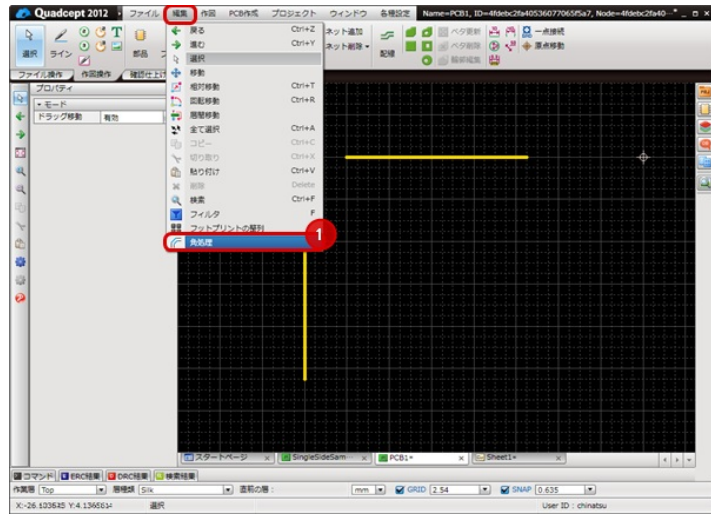 Quadcept 2012 ファイル 編集 作図 PCB作成 プロジェクト ウィンドウ 各種設定 Name=PCB1, ID=4fdebc2fa40536077065f5a7, Node=4fdebc2fa40…*
選択 ライン 部品 ネット追加 ネット削除 配線 ベタ更新 ベタ削除 輪郭編集 一点接続 原点移動
ファイル操作 作図操作 確認仕上げ
プロパティ
モード
ドラッグ移動 有効
戻る Ctrl+Z
進む Ctrl+Y
選択
移動
相対移動 Ctrl+T
回転移動 Ctrl+R
層間移動
全て選択 Ctrl+A
コピー Ctrl+C
切り取り Ctrl+X
貼り付け Ctrl+V
削除 Delete
検索 Ctrl+F
フィルタ F
フットプリントの整列
角処理
1
スタートページ x SingleSideSam… x PCB1* x Sheet1* x
コマンド ERC結果 DRC結果 検索結果
作業層 Top 層種類 Silk 直前の層 : mm GRID 2.54 SNAP 0.635
選択 User ID : chinatsu